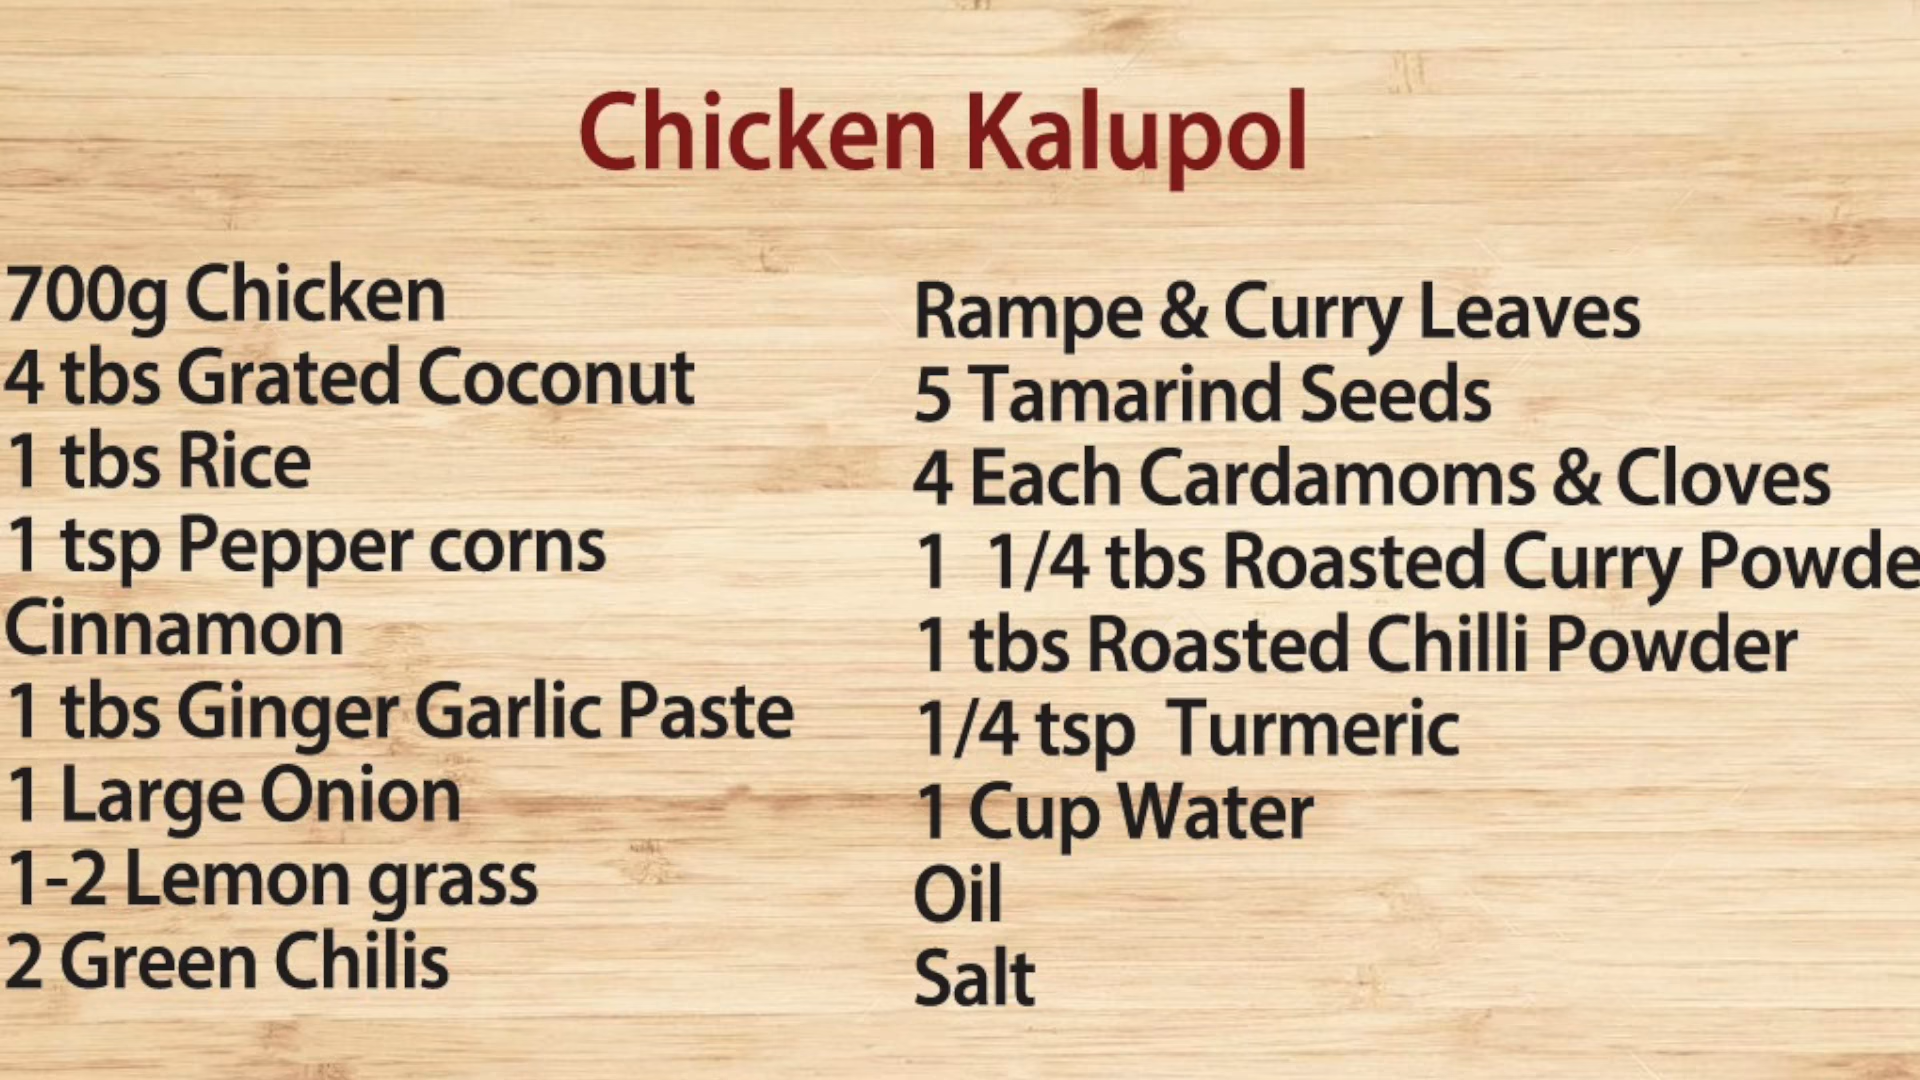 Chicken Kalupol
700g Chicken
4 tbs Grated Coconut
1 tbs Rice
1 tsp Pepper corns
Cinnamon
1 tbs Ginger Garlic Paste
1 Large Onion
1-2 Lemon grass
2 Green Chilis
Rampe & Curry Leaves
5 Tamarind Seeds
4 Each Cardamoms & Cloves
1 1/4 tbs Roasted Curry Powde
1 tbs Roasted Chilli Powder
1/4 tsp Turmeric
1 Cup Water
Oil
Salt